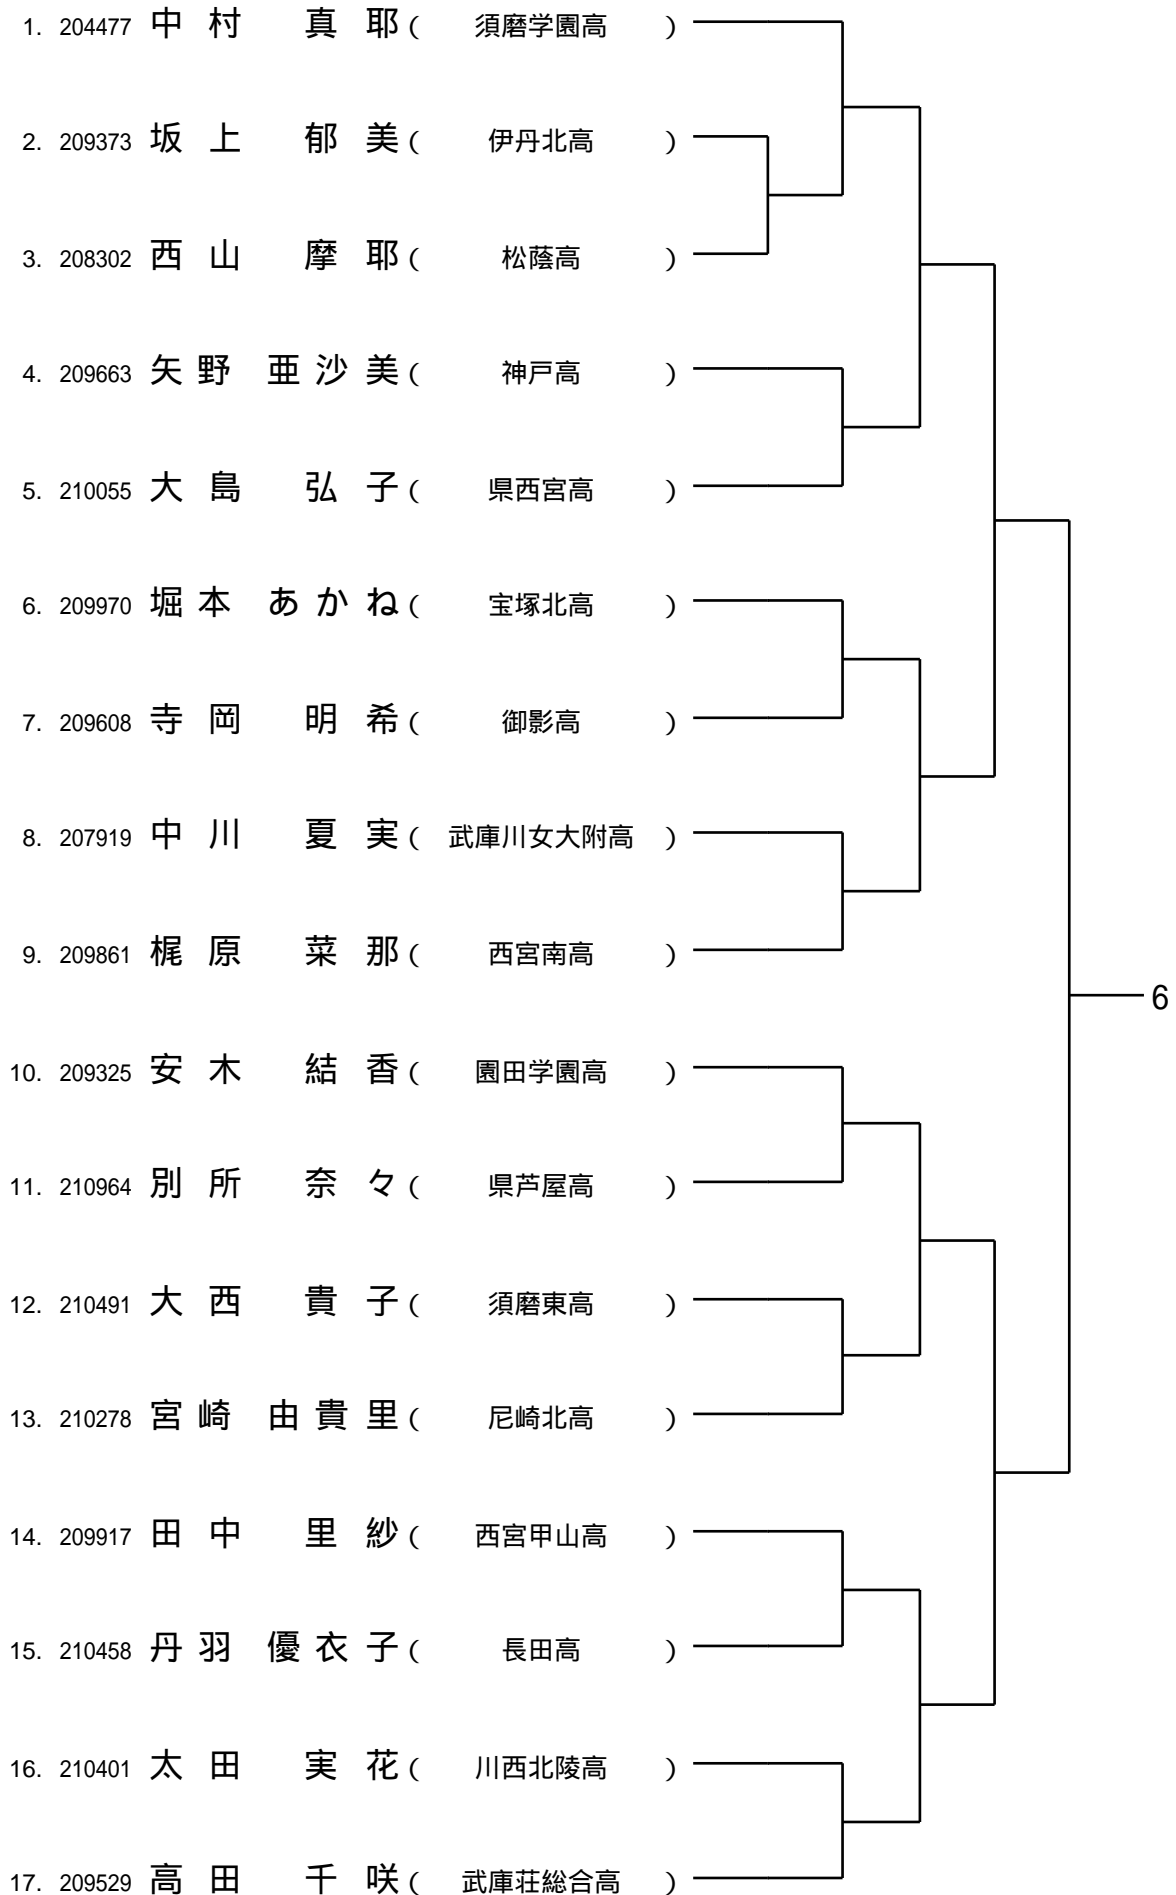 1. 204477 中村 真耶 ( 須磨学園高 )
2. 209373 坂上 郁美 ( 伊丹北高 )
3. 208302 西山 摩耶 ( 松蔭高 )
4. 209663 矢野 亜沙美 ( 神戸高 )
5. 210055 大島 弘子 ( 県西宮高 )
6. 209970 堀本 あかね ( 宝塚北高 )
7. 209608 寺岡 明希 ( 御影高 )
8. 207919 中川 夏実 ( 武庫川女大附高 )
9. 209861 梶原 菜那 ( 西宮南高 )
6
10. 209325 安木 結香 ( 園田学園高 )
11. 210964 別所 奈々 ( 県芦屋高 )
12. 210491 大西 貴子 ( 須磨東高 )
13. 210278 宮崎 由貴里 ( 尼崎北高 )
14. 209917 田中 里紗 ( 西宮甲山高 )
15. 210458 丹羽 優衣子 ( 長田高 )
16. 210401 太田 実花 ( 川西北陵高 )
17. 209529 高田 千咲 ( 武庫荘総合高 )